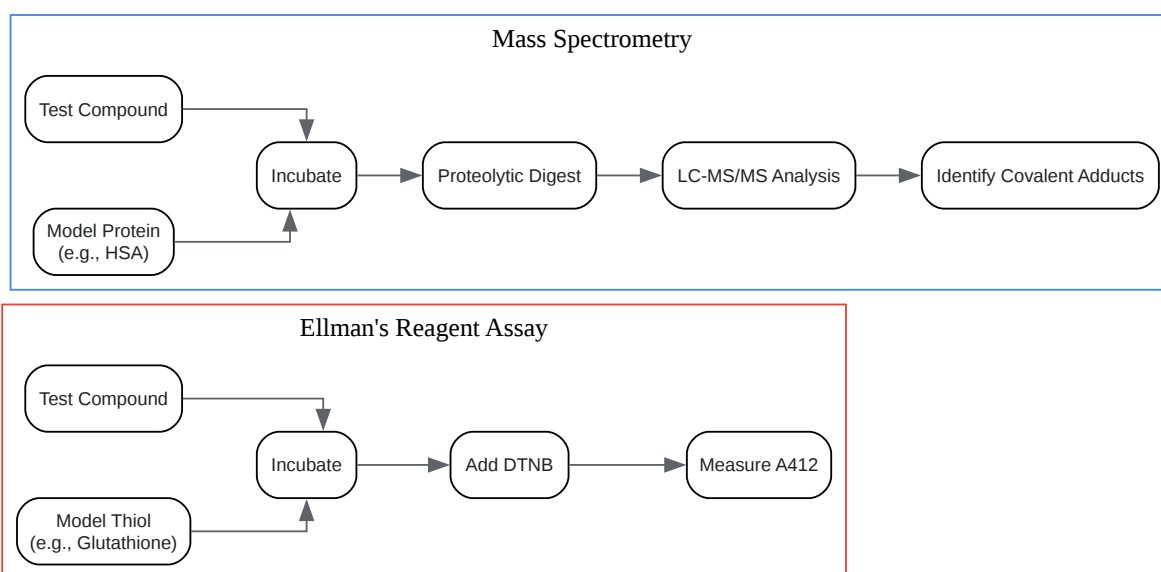 Mass Spectrometry
Test Compound
Incubate
Proteolytic Digest
LC-MS/MS Analysis
Identify Covalent Adducts
Model Protein
(e.g., HSA)
Ellman's Reagent Assay
Test Compound
Incubate
Add DTNB
Measure A412
Model Thiol
(e.g., Glutathione)